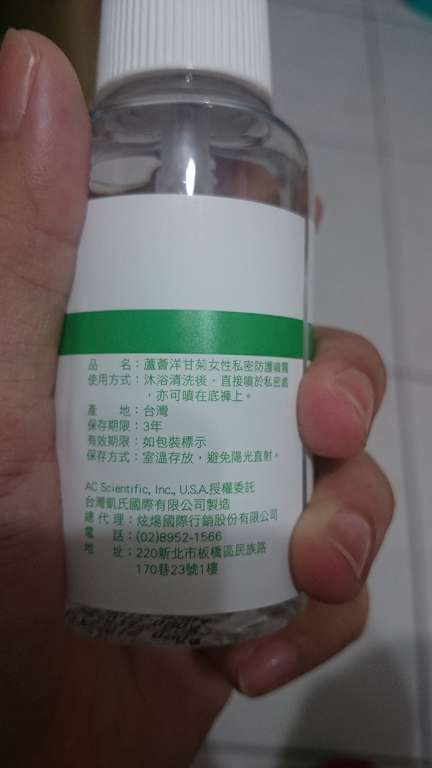 品　　名：蘆薈洋甘菊女性私密防護噴霧
使用方式：沐浴清洗後，直接噴於私密處
，亦可噴在底褲上。
產　　地：台灣
保存期限：3年
有效期限：如包裝標示
保存方式：室溫存放，避免陽光直射。
AC Scientific, Inc., U.S.A.授權委託
台灣凱氏國際有限公司製造
總 代 理：炫煬國際行銷股份有限公司
電　　話：(02)8952-1566
地　　址：220新北市板橋區民族路
170巷23號1樓